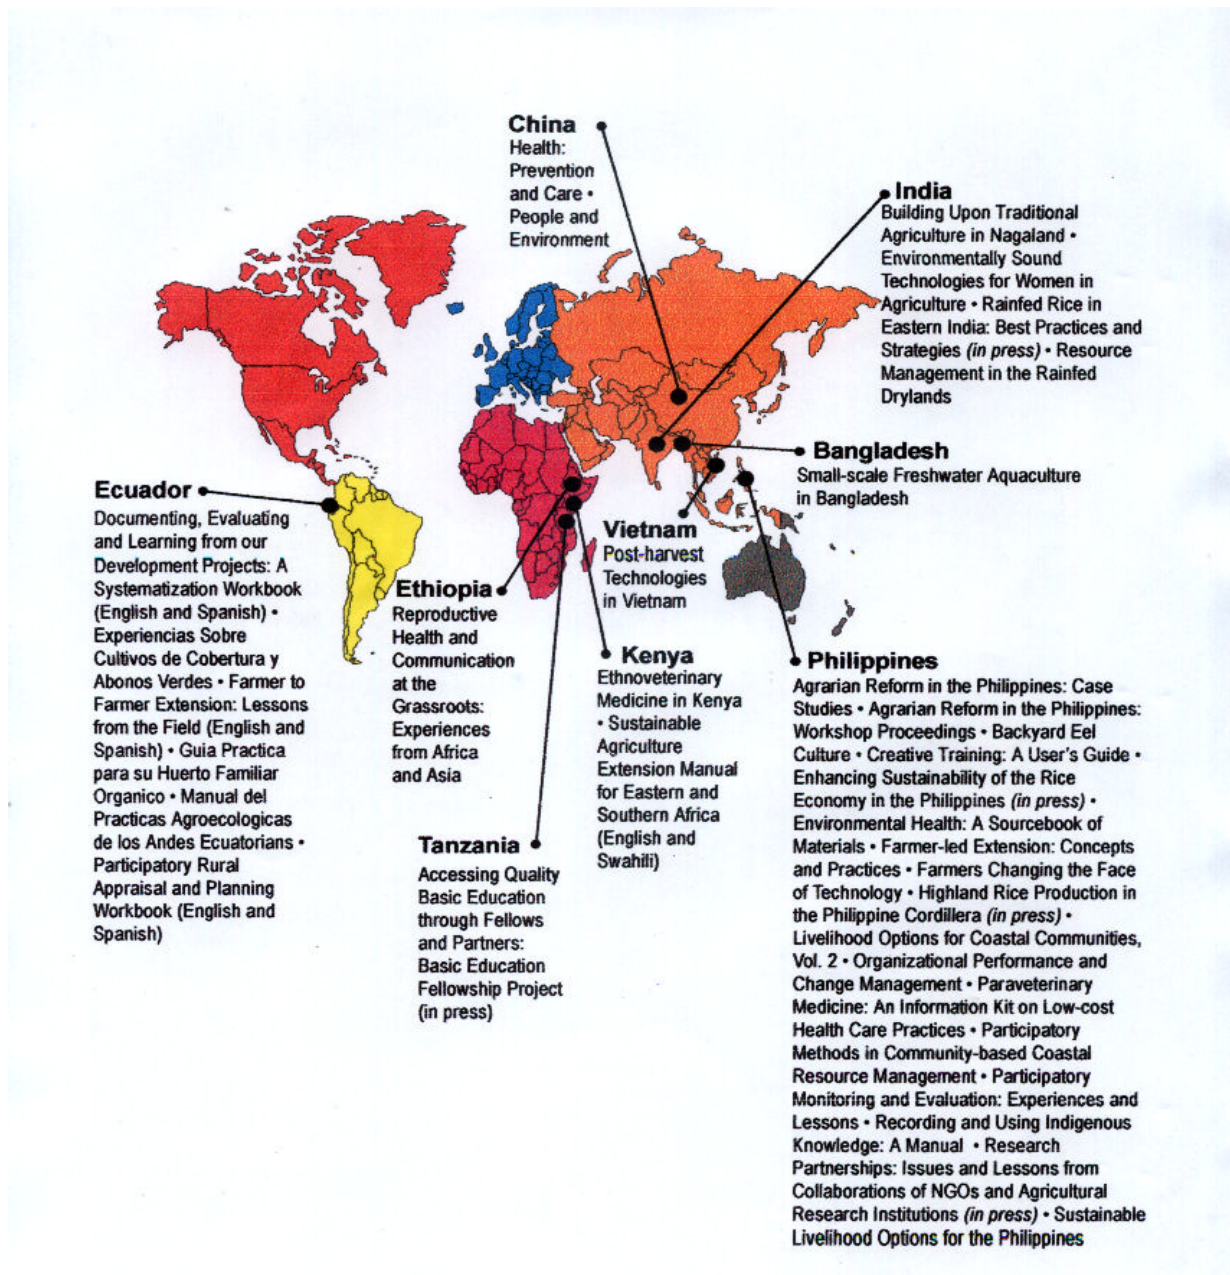 China
Health:
Prevention
and Care •
People and
Environment
India
Building Upon Traditional
Agriculture in Nagaland •
Environmentally Sound
Technologies for Women in
Agriculture • Rainfed Rice in
Eastern India: Best Practices and
Strategies (in press) • Resource
Management in the Rainfed
Drylands
Bangladesh
Small-scale Freshwater Aquaculture
in Bangladesh
Ecuador
Documenting, Evaluating
and Learning from our
Development Projects: A
Systematization Workbook
(English and Spanish) •
Experiencias Sobre
Cultivos de Cobertura y
Abonos Verdes • Farmer to
Farmer Extension: Lessons
from the Field (English and
Spanish) • Guia Practica
para su Huerto Familiar
Organico • Manual del
Practicas Agroecologicas
de los Andes Ecuatorians •
Participatory Rural
Appraisal and Planning
Workbook (English and
Spanish)
Ethiopia
Reproductive
Health and
Communication
at the
Grassroots:
Experiences
from Africa
and Asia
Vietnam
Post-harvest
Technologies
in Vietnam
Kenya
Ethnoveterinary
Medicine in Kenya
• Sustainable
Agriculture
Extension Manual
for Eastern and
Southern Africa
(English and
Swahili)
Tanzania
Accessing Quality
Basic Education
through Fellows
and Partners:
Basic Education
Fellowship Project
(in press)
Philippines
Agrarian Reform in the Philippines: Case
Studies • Agrarian Reform in the Philippines:
Workshop Proceedings • Backyard Eel
Culture • Creative Training: A User's Guide •
Enhancing Sustainability of the Rice
Economy in the Philippines (in press) •
Environmental Health: A Sourcebook of
Materials • Farmer-led Extension: Concepts
and Practices • Farmers Changing the Face
of Technology • Highland Rice Production in
the Philippine Cordillera (in press) •
Livelihood Options for Coastal Communities,
Vol. 2 • Organizational Performance and
Change Management • Paraveterinary
Medicine: An Information Kit on Low-cost
Health Care Practices • Participatory
Methods in Community-based Coastal
Resource Management • Participatory
Monitoring and Evaluation: Experiences and
Lessons • Recording and Using Indigenous
Knowledge: A Manual • Research
Partnerships: Issues and Lessons from
Collaborations of NGOs and Agricultural
Research Institutions (in press) • Sustainable
Livelihood Options for the Philippines